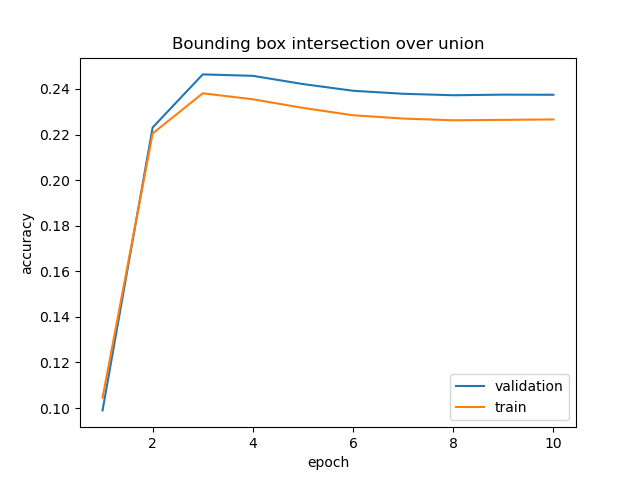 Bounding box intersection over union
accuracy
0.24
0.22
0.20
0.18
0.16
0.14
0.12
0.10
validation
train
2 4 6 8 10
epoch